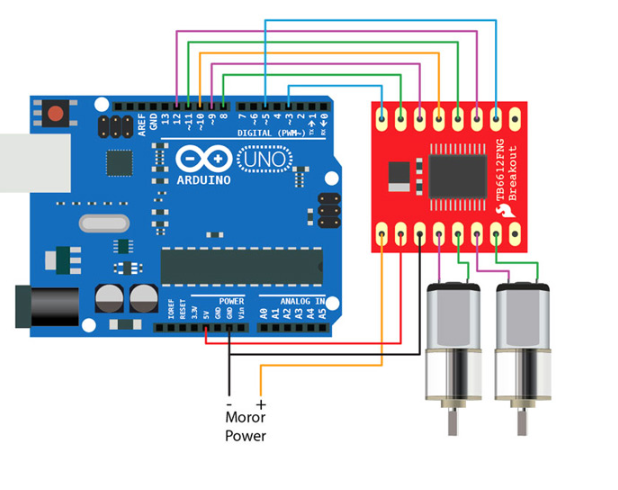 AREF
GND
13
12
~11
~10
~9
8
7
~6
~5
4
~3
2
TX→1
RX←0
DIGITAL (PWM~)
UNO
ARDUINO
TB6612FNG
Breakout
POWER
ANALOG IN
IOREF
RESET
3.3V
5V
GND
GND
Vin
A0
A1
A2
A3
A4
A5
- +
Moror
Power